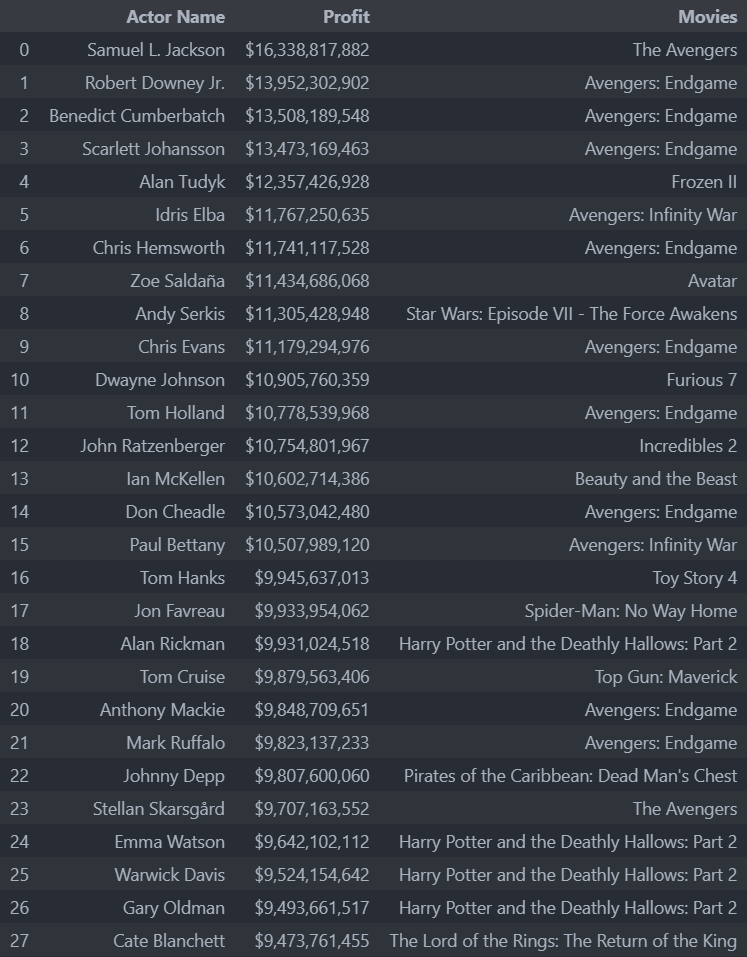 Actor Name Profit Movies
0 Samuel L. Jackson $16,338,817,882 The Avengers
1 Robert Downey Jr. $13,952,302,902 Avengers: Endgame
2 Benedict Cumberbatch $13,508,189,548 Avengers: Endgame
3 Scarlett Johansson $13,473,169,463 Avengers: Endgame
4 Alan Tudyk $12,357,426,928 Frozen II
5 Idris Elba $11,767,250,635 Avengers: Infinity War
6 Chris Hemsworth $11,741,117,528 Avengers: Endgame
7 Zoe Saldaña $11,434,686,068 Avatar
8 Andy Serkis $11,305,428,948 Star Wars: Episode VII - The Force Awakens
9 Chris Evans $11,179,294,976 Avengers: Endgame
10 Dwayne Johnson $10,905,760,359 Furious 7
11 Tom Holland $10,778,539,968 Avengers: Endgame
12 John Ratzenberger $10,754,801,967 Incredibles 2
13 Ian McKellen $10,602,714,386 Beauty and the Beast
14 Don Cheadle $10,573,042,480 Avengers: Endgame
15 Paul Bettany $10,507,989,120 Avengers: Infinity War
16 Tom Hanks $9,945,637,013 Toy Story 4
17 Jon Favreau $9,933,954,062 Spider-Man: No Way Home
18 Alan Rickman $9,931,024,518 Harry Potter and the Deathly Hallows: Part 2
19 Tom Cruise $9,879,563,406 Top Gun: Maverick
20 Anthony Mackie $9,848,709,651 Avengers: Endgame
21 Mark Ruffalo $9,823,137,233 Avengers: Endgame
22 Johnny Depp $9,807,600,060 Pirates of the Caribbean: Dead Man's Chest
23 Stellan Skarsgård $9,707,163,552 The Avengers
24 Emma Watson $9,642,102,112 Harry Potter and the Deathly Hallows: Part 2
25 Warwick Davis $9,524,154,642 Harry Potter and the Deathly Hallows: Part 2
26 Gary Oldman $9,493,661,517 Harry Potter and the Deathly Hallows: Part 2
27 Cate Blanchett $9,473,761,455 The Lord of the Rings: The Return of the King